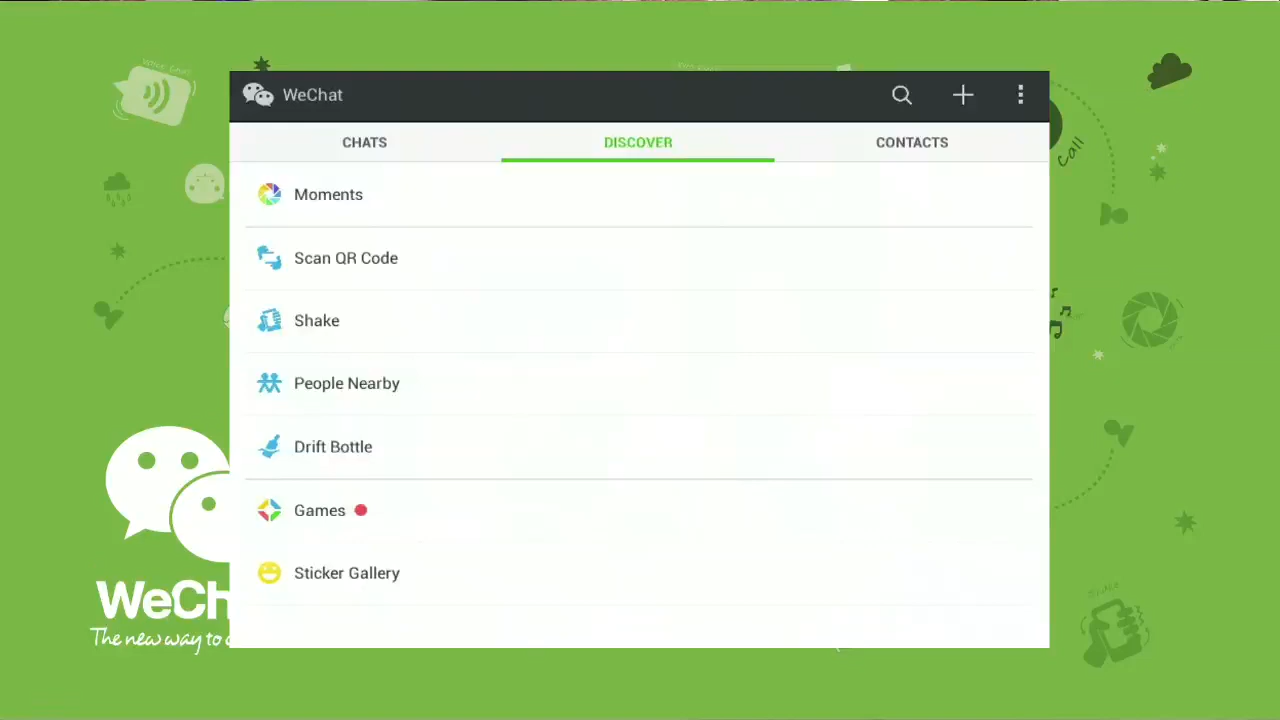 WeChat
CHATS
DISCOVER
CONTACTS
Moments
Scan QR Code
Shake
People Nearby
Drift Bottle
Games
Sticker Gallery
Call
WeCh
The new way to